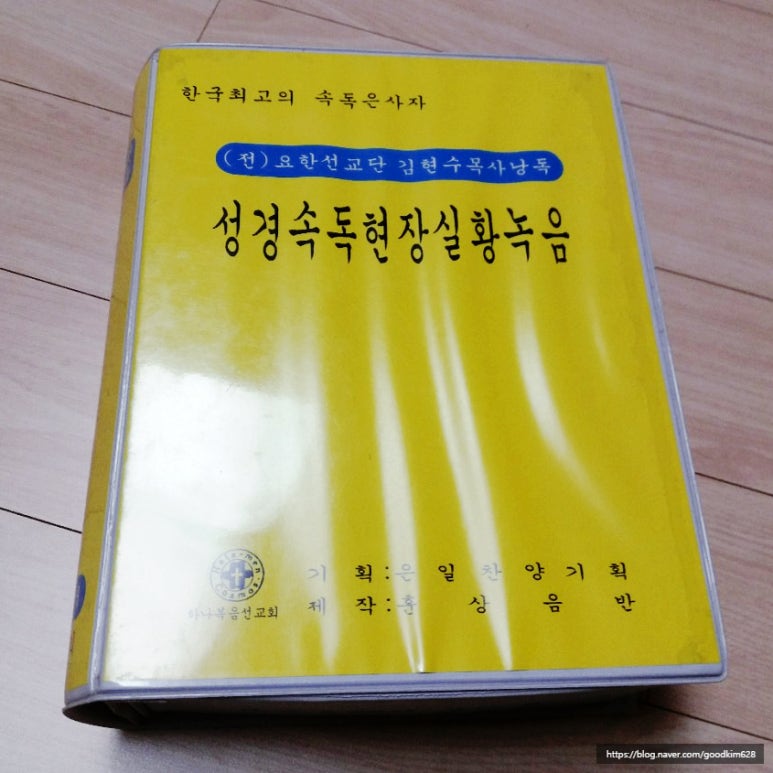 한국최고의 속독은사자
(전)요한선교단 김현수목사낭독
성경속독현장실황녹음
하나복음선교회
기획:은일찬양기획
제작:훈상음반
https://blog.naver.com/goodkim628